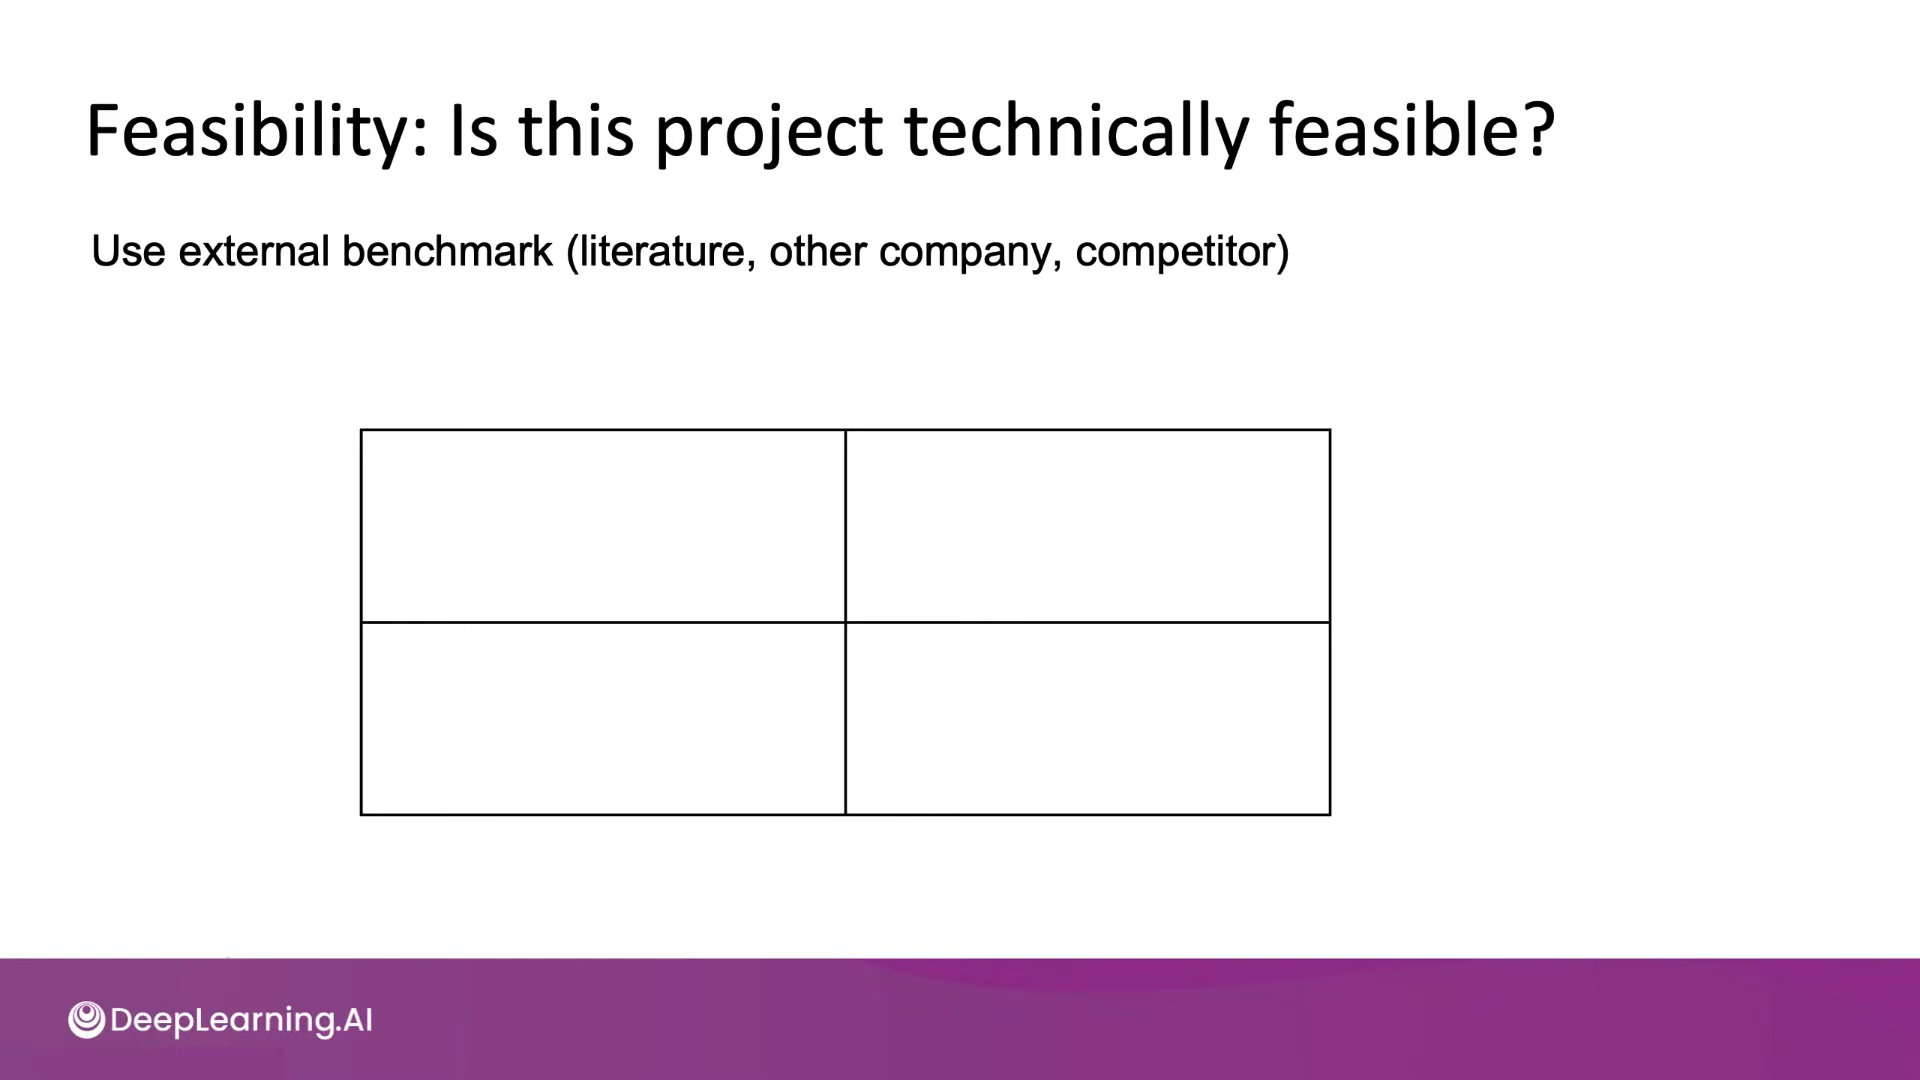 Feasibility: Is this project technically feasible?
Use external benchmark (literature, other company, competitor)
DeepLearning.AI